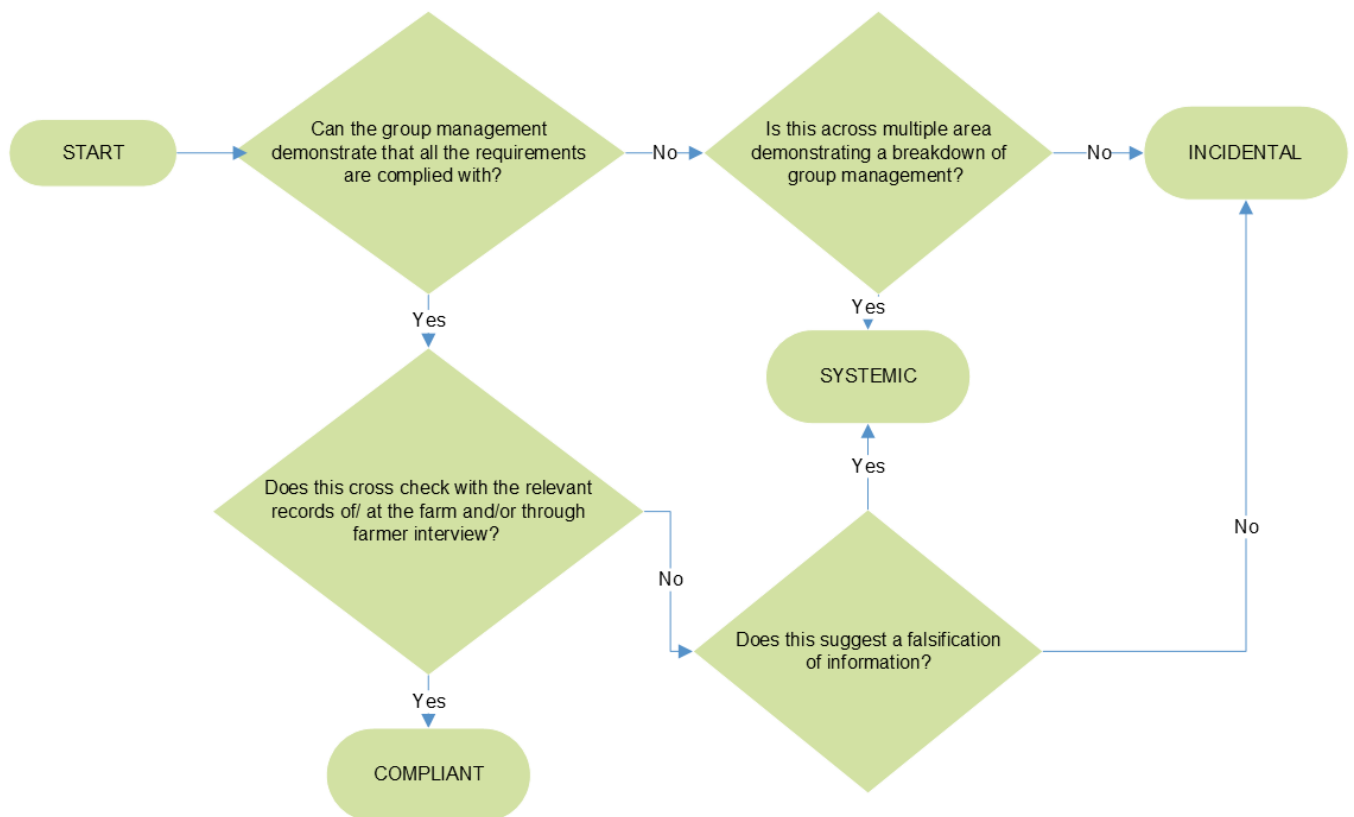 START
Can the group management
demonstrate that all the requirements
are complied with?
No
Is this across multiple area
demonstrating a breakdown of
group management?
No
INCIDENTAL
Yes
Yes
SYSTEMIC
Yes
Does this cross check with the relevant
records of/ at the farm and/or through
farmer interview?
No
No
Does this suggest a falsification
of information?
Yes
COMPLIANT